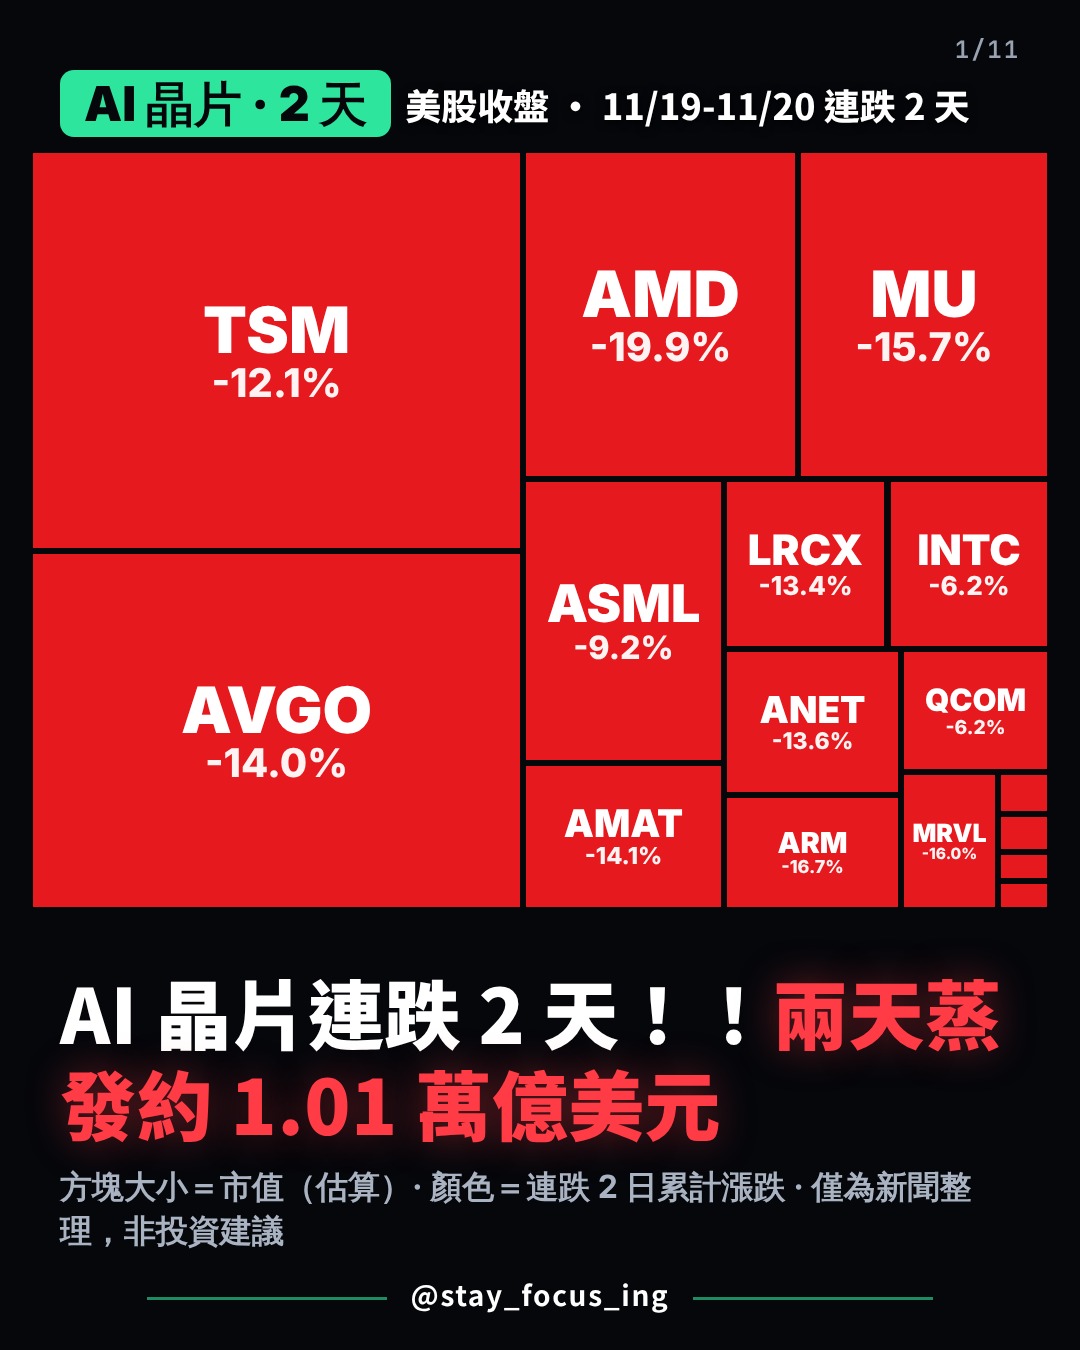 1/11
AI 晶片·2 天
美股收盤 • 11/19-11/20 連跌 2 天
TSM
-12.1%
AMD
-19.9%
MU
-15.7%
AVGO
-14.0%
ASML
-9.2%
LRCX
-13.4%
INTC
-6.2%
ANET
-13.6%
QCOM
-6.2%
AMAT
-14.1%
ARM
-16.7%
MRVL
-16.0%
AI 晶片連跌 2 天！！兩天蒸
發約 1.01 萬億美元
方塊大小＝市值（估算）· 顏色＝連跌 2 日累計漲跌 · 僅為新聞整
理，非投資建議
@stay_focus_ing